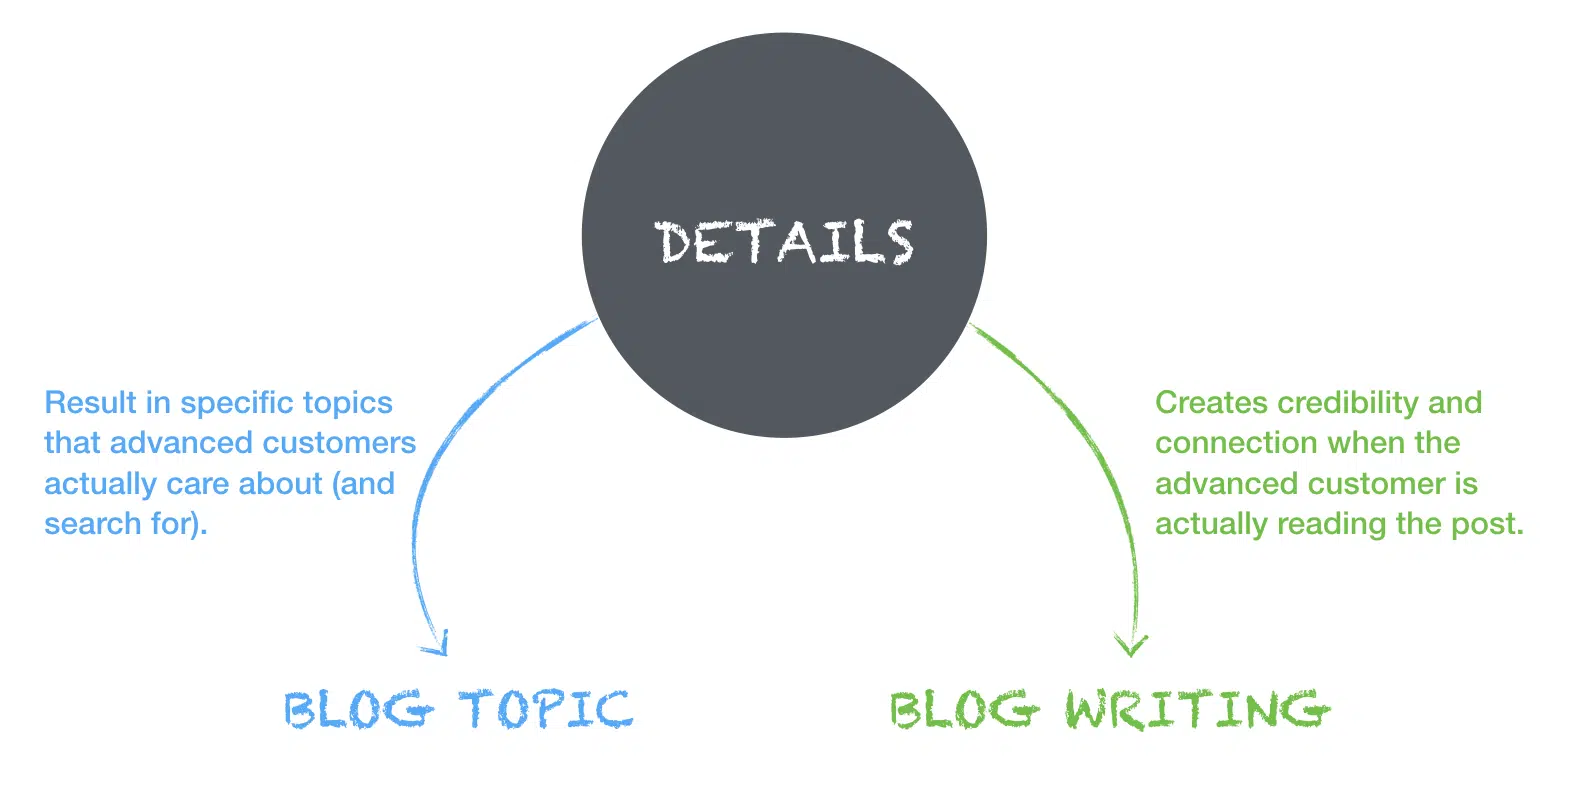 DETAILS
Result in specific topics
that advanced customers
actually care about (and
search for).
Creates credibility and
connection when the
advanced customer is
actually reading the post.
BLOG TOPIC
BLOG WRITING